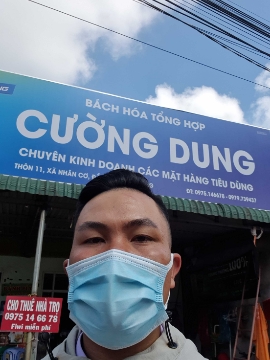 BÁCH HÓA TỔNG HỢP
CƯỜNG DUNG
CHUYÊN KINH DOANH CÁC MẶT HÀNG TIÊU DÙNG
THÔN 11, XÃ NHÂN CƠ,
CHO THUÊ NHÀ TRỌ
0975 14 66 78
Fiwi miễn phí